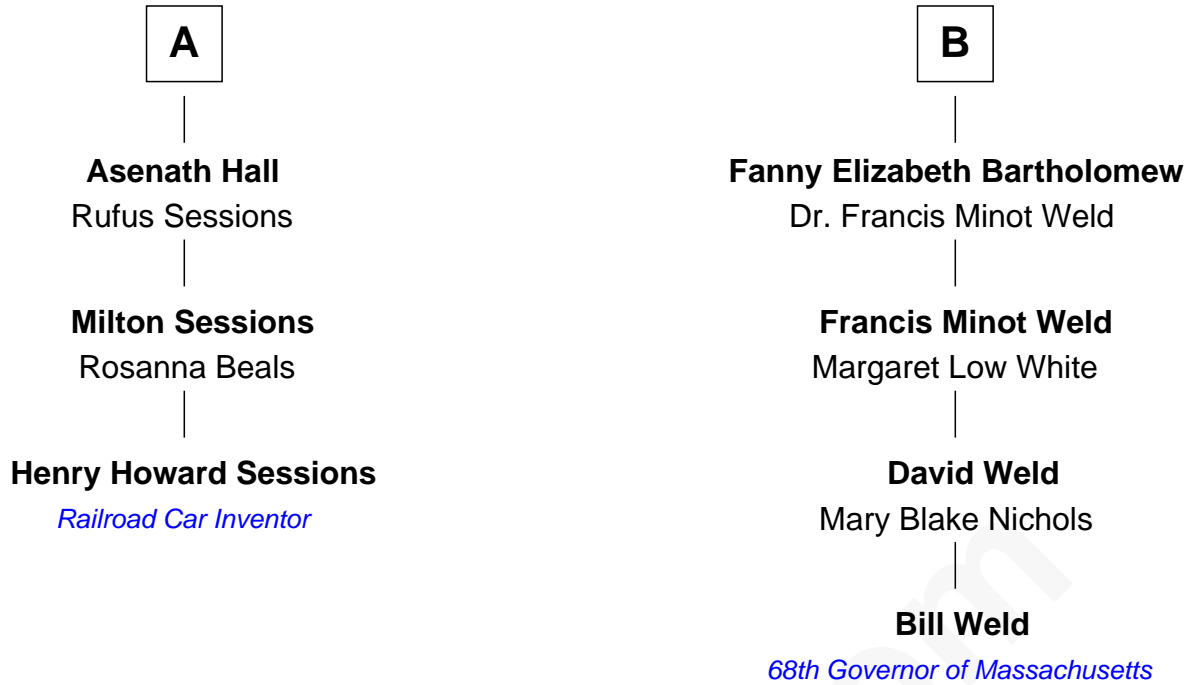 A
Asenath Hall
Rufus Sessions
Milton Sessions
Rosanna Beals
Henry Howard Sessions
Railroad Car Inventor
B
Fanny Elizabeth Bartholomew
Dr. Francis Minot Weld
Francis Minot Weld
Margaret Low White
David Weld
Mary Blake Nichols
Bill Weld
68th Governor of Massachusetts